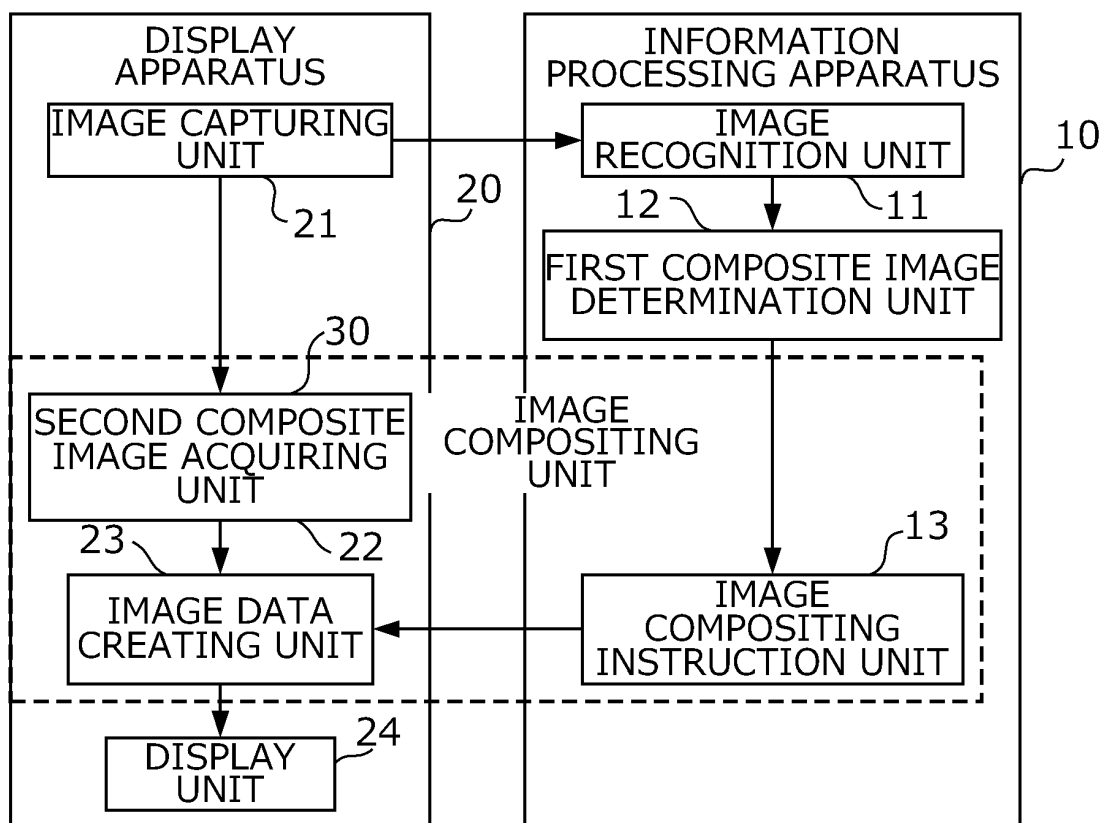 DISPLAY
APPARATUS
IMAGE CAPTURING
UNIT
21
20
INFORMATION
PROCESSING APPARATUS
IMAGE
RECOGNITION UNIT
11
10
12
FIRST COMPOSITE IMAGE
DETERMINATION UNIT
30
SECOND COMPOSITE
IMAGE ACQUIRING
UNIT
22
IMAGE
COMPOSITING
UNIT
23
IMAGE DATA
CREATING UNIT
13
IMAGE
COMPOSITING
INSTRUCTION UNIT
24
DISPLAY
UNIT